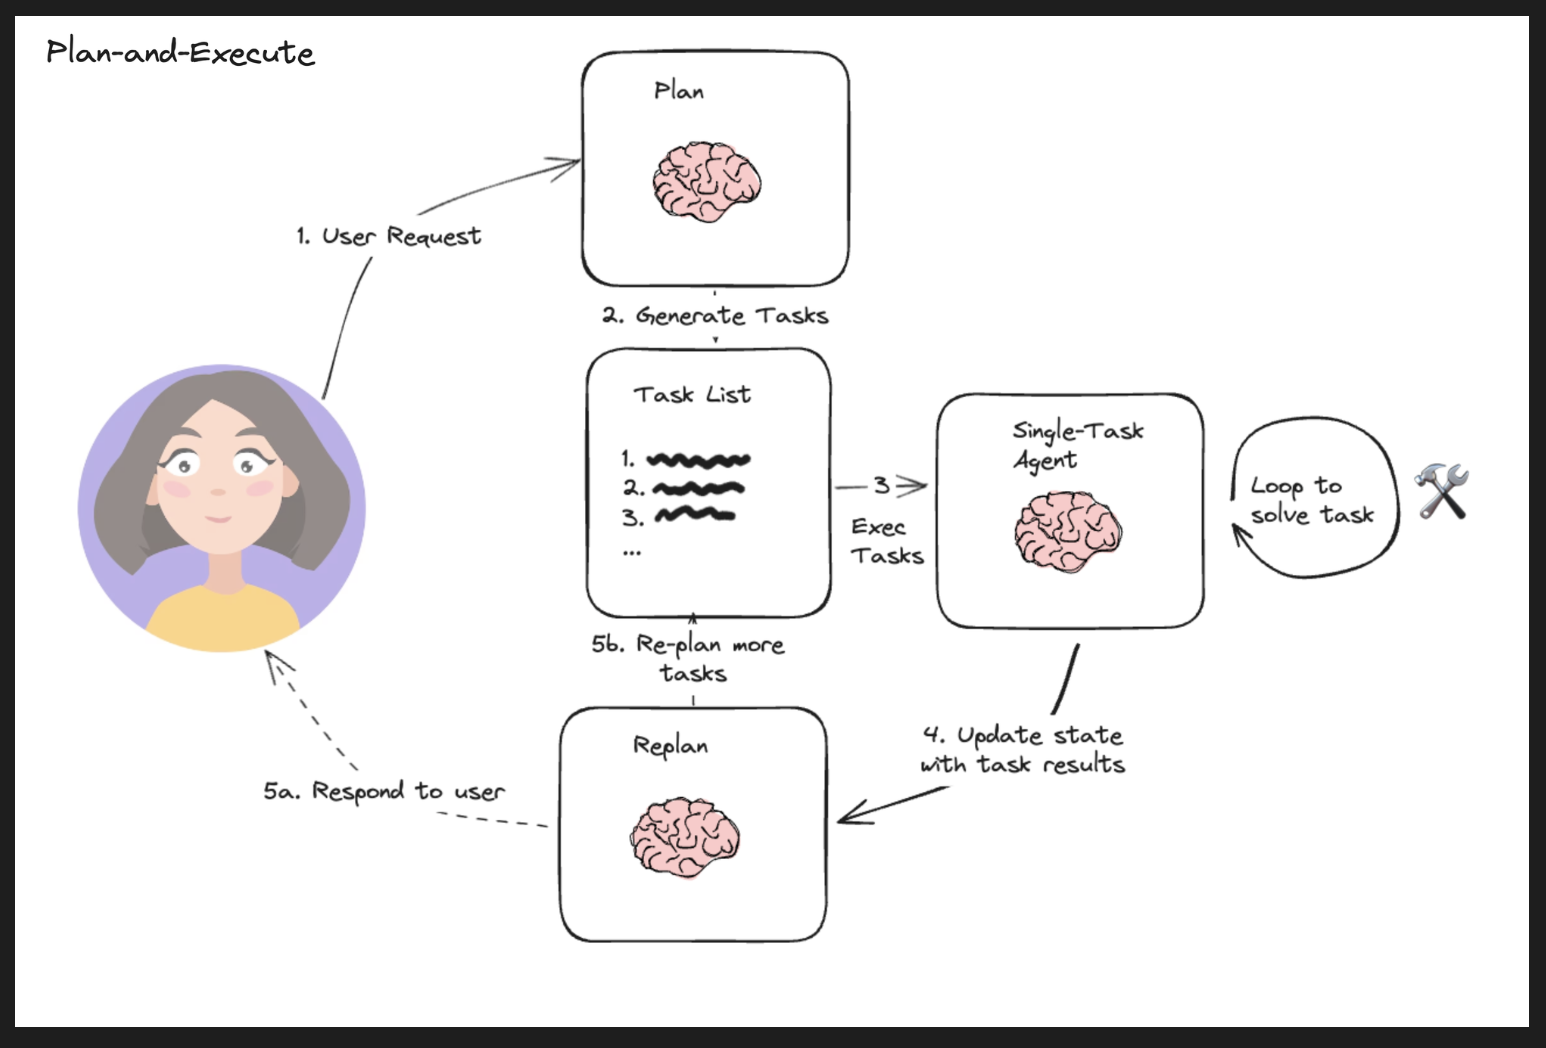 Plan-and-Execute
Plan
1. User Request
2. Generate Tasks
Task List
1.
2.
3.
...
3
Exec
Tasks
Single-Task
Agent
Loop to
solve task
5b. Re-plan more
tasks
Replan
4. Update state
with task results
5a. Respond to user